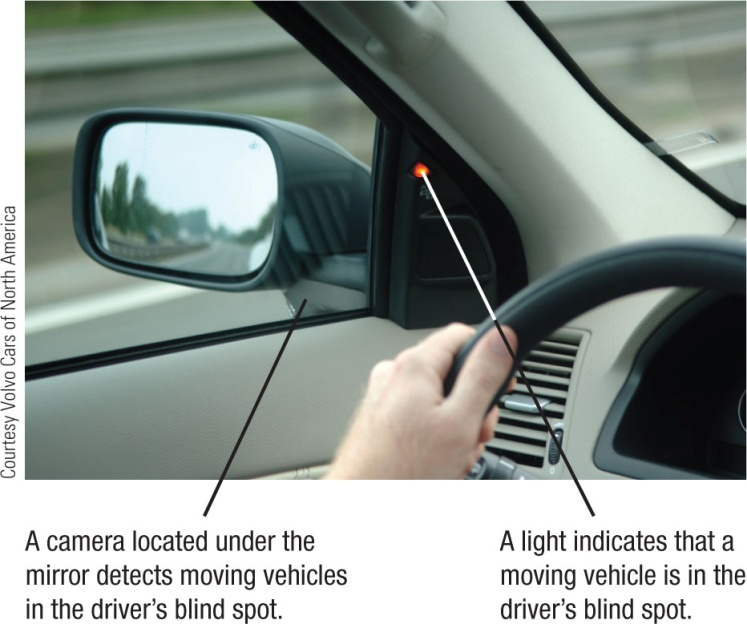 Courtesy Volvo Cars of North America
A camera located under the
mirror detects moving vehicles
in the driver's blind spot.
A light indicates that a
moving vehicle is in the
driver's blind spot.